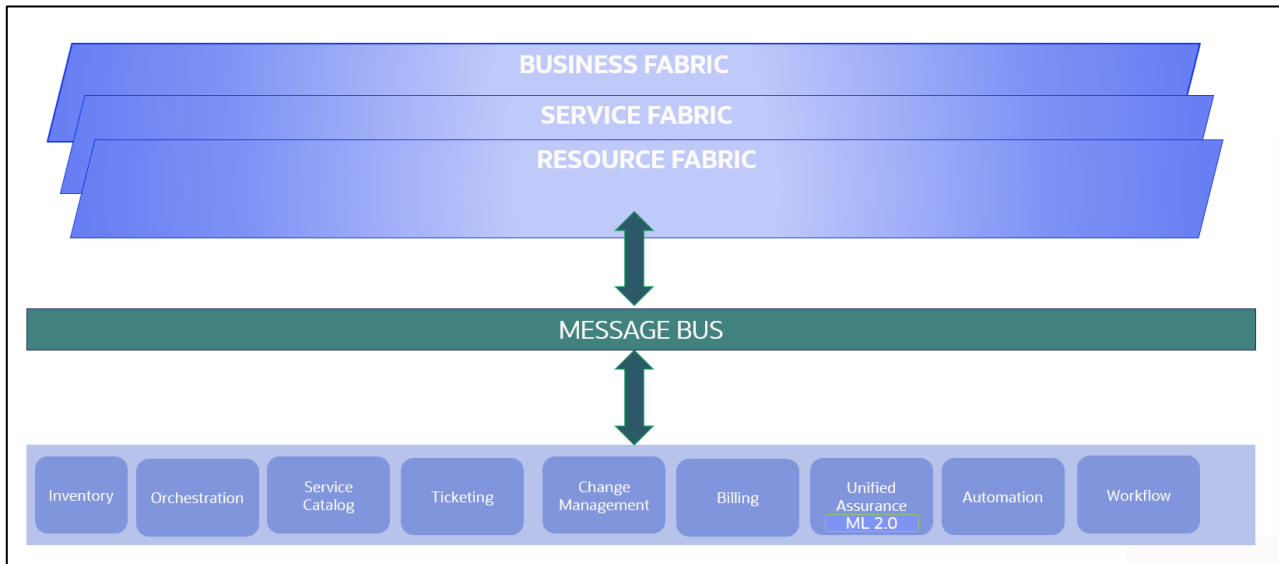 BUSINESS FABRIC
SERVICE FABRIC
RESOURCE FABRIC
MESSAGE BUS
Inventory
Orchestration
Service
Catalog
Ticketing
Change
Management
Billing
Unified
Assurance
ML 2.0
Automation
Workflow